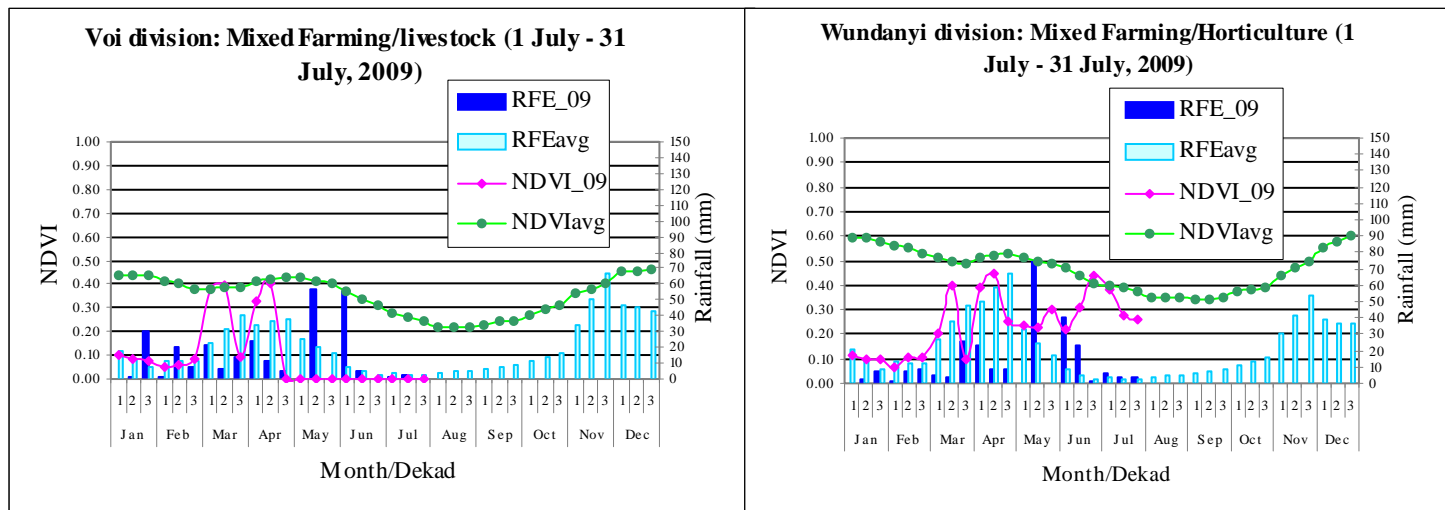 Voi division: Mixed Farming/livestock (1 July - 31
July, 2009)
RFE_09
RFEavg
NDVI_09
NDVIavg
1.00
0.90
0.80
0.70
0.60
0.50
0.40
0.30
0.20
0.10
0.00
NDVI
150
140
130
120
110
100
90
80
70
60
50
40
30
20
10
0
Rainfall (mm)
1 2 3 1 2 3 1 2 3 1 2 3 1 2 3 1 2 3 1 2 3 1 2 3 1 2 3 1 2 3 1 2 3 1 2 3
Jan Feb Mar Apr May Jun Jul Aug Sep Oct Nov Dec
Month/Dekad
Wundanyi division: Mixed Farming/Horticulture (1
July - 31 July, 2009)
RFE_09
RFEavg
NDVI_09
NDVIavg
1.00
0.90
0.80
0.70
0.60
0.50
0.40
0.30
0.20
0.10
0.00
NDVI
150
140
130
120
110
100
90
80
70
60
50
40
30
20
10
0
Rainfall (mm)
1 2 3 1 2 3 1 2 3 1 2 3 1 2 3 1 2 3 1 2 3 1 2 3 1 2 3 1 2 3 1 2 3 1 2 3
Jan Feb Mar Apr May Jun Jul Aug Sep Oct Nov Dec
Month/Dekad